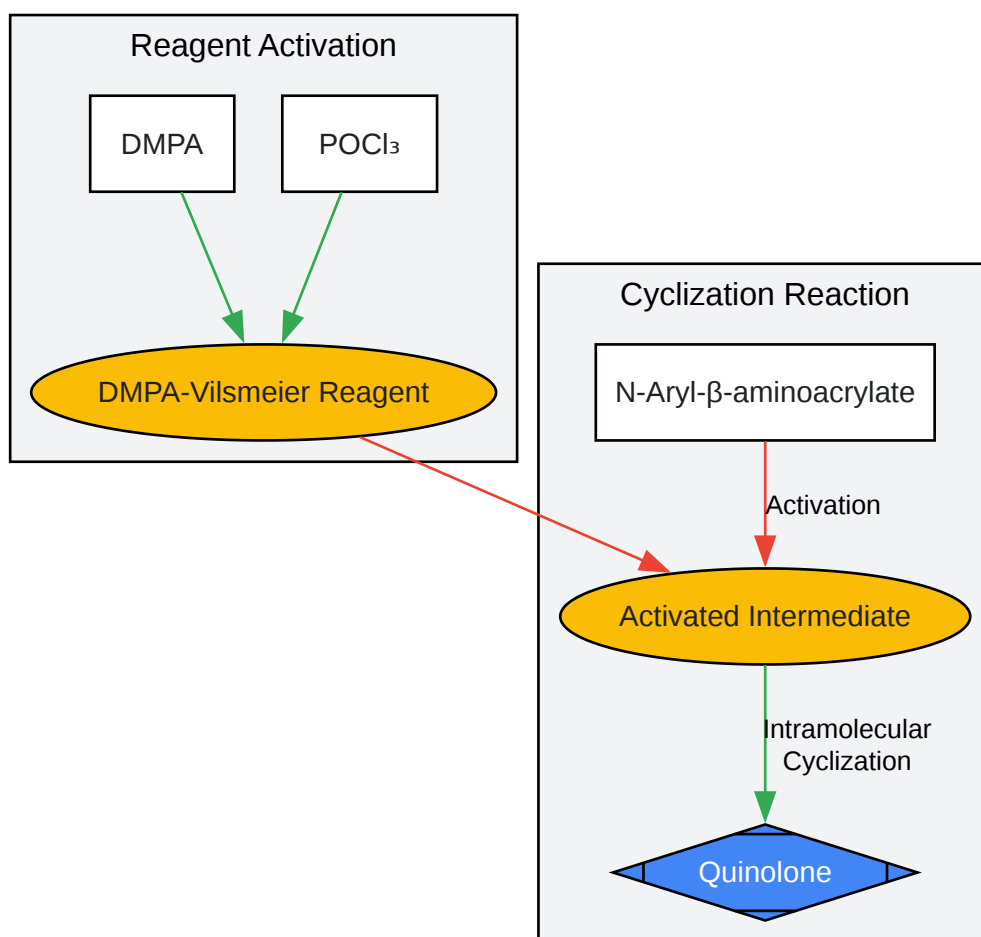 Reagent Activation
DMPA
POCl₃
DMPA-Vilsmeier Reagent
Cyclization Reaction
N-Aryl-β-aminoacrylate
Activation
Activated Intermediate
Intramolecular
Cyclization
Quinolone